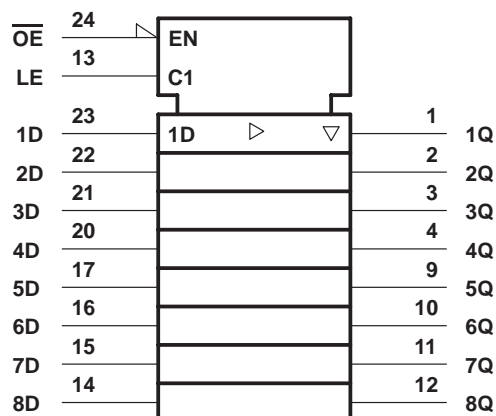 24
O̅E̅ EN
13
LE C1
23 1
1D 1D 1Q
22 2
2D 2Q
21 3
3D 3Q
20 4
4D 4Q
17 9
5D 5Q
16 10
6D 6Q
15 11
7D 7Q
14 12
8D 8Q